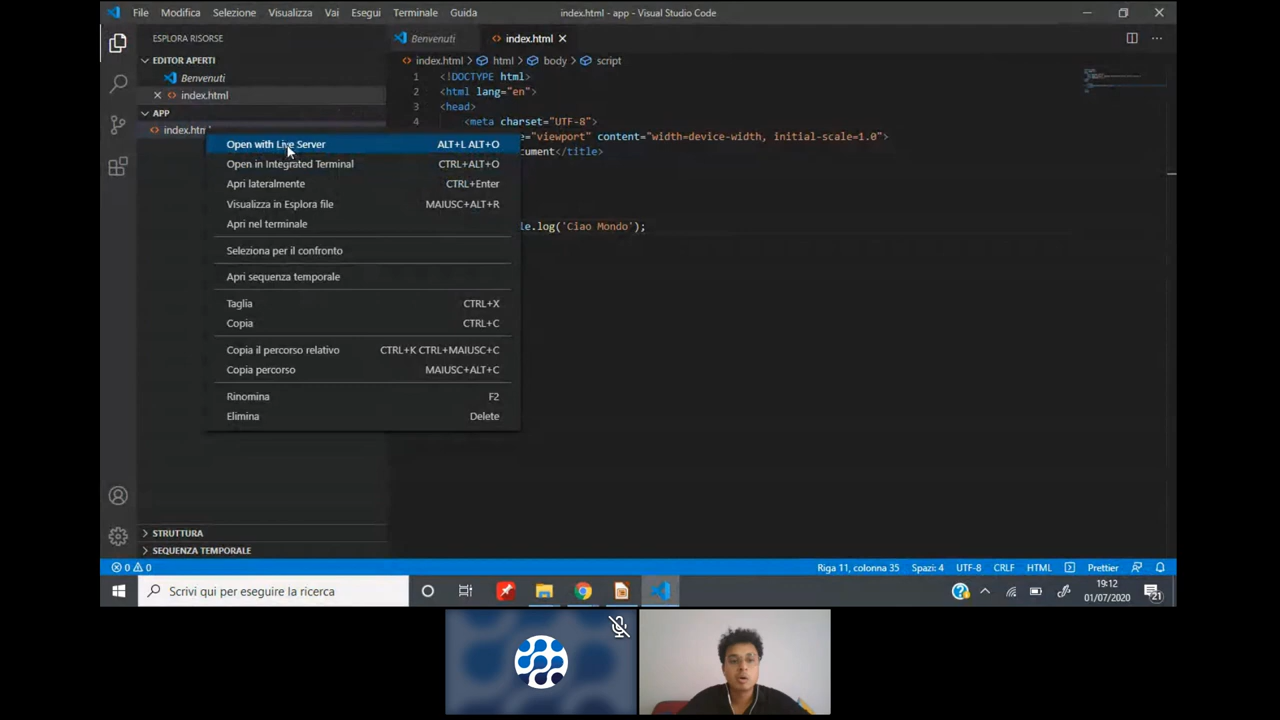 File Modifica Selezione Visualizza Vai Esegui Terminale Guida index.html - app - Visual Studio Code
ESPLORA RISORSE
EDITOR APERTI
Benvenuti
index.html
APP
index.html
Benvenuti index.html
index.html > html > body > script
1 <!DOCTYPE html>
2 <html lang="en">
3 <head>
4 <meta charset="UTF-8">
="viewport" content="width=device-width, initial-scale=1.0">
cument</title>
le.log('Ciao Mondo');
Open with Live Server ALT+L ALT+O
Open in Integrated Terminal CTRL+ALT+O
Apri lateralmente CTRL+Enter
Visualizza in Esplora file MAIUSC+ALT+R
Apri nel terminale
Seleziona per il confronto
Apri sequenza temporale
Taglia CTRL+X
Copia CTRL+C
Copia il percorso relativo CTRL+K CTRL+MAIUSC+C
Copia percorso MAIUSC+ALT+C
Rinomina F2
Elimina Delete
STRUTTURA
SEQUENZA TEMPORALE
0 0 Riga 11, colonna 35 Spazi: 4 UTF-8 CRLF HTML Prettier
Scrivi qui per eseguire la ricerca
19:12
01/07/2020
21